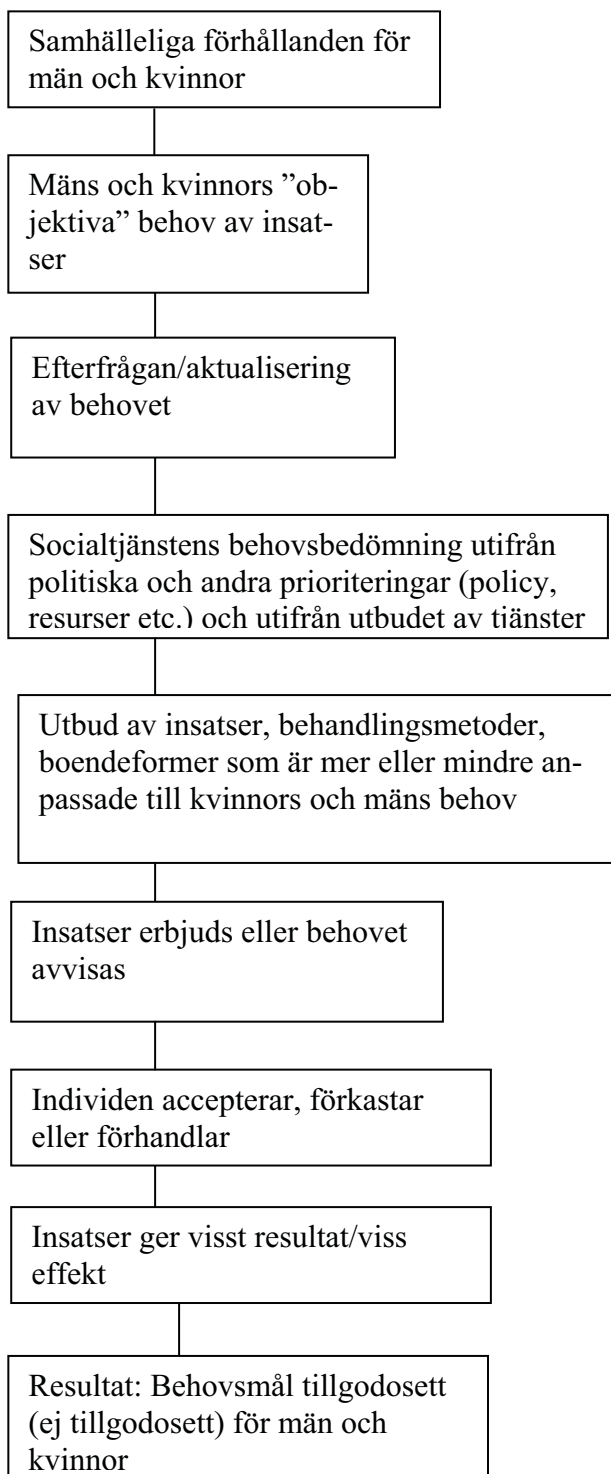 Samhälleliga förhållanden för
män och kvinnor
Mäns och kvinnors ”ob-
jektiva” behov av insat-
ser
Efterfrågan/aktualisering
av behovet
Socialtjänstens behovsbedömning utifrån
politiska och andra prioriteringar (policy,
resurser etc.) och utifrån utbudet av tjänster
Utbud av insatser, behandlingsmetoder,
boendeformer som är mer eller mindre an-
passade till kvinnors och mäns behov
Insatser erbjuds eller behovet
avvisas
Individen accepterar, förkastar
eller förhandlar
Insatser ger visst resultat/viss
effekt
Resultat: Behovsmål tillgodosett
(ej tillgodosett) för män och
kvinnor